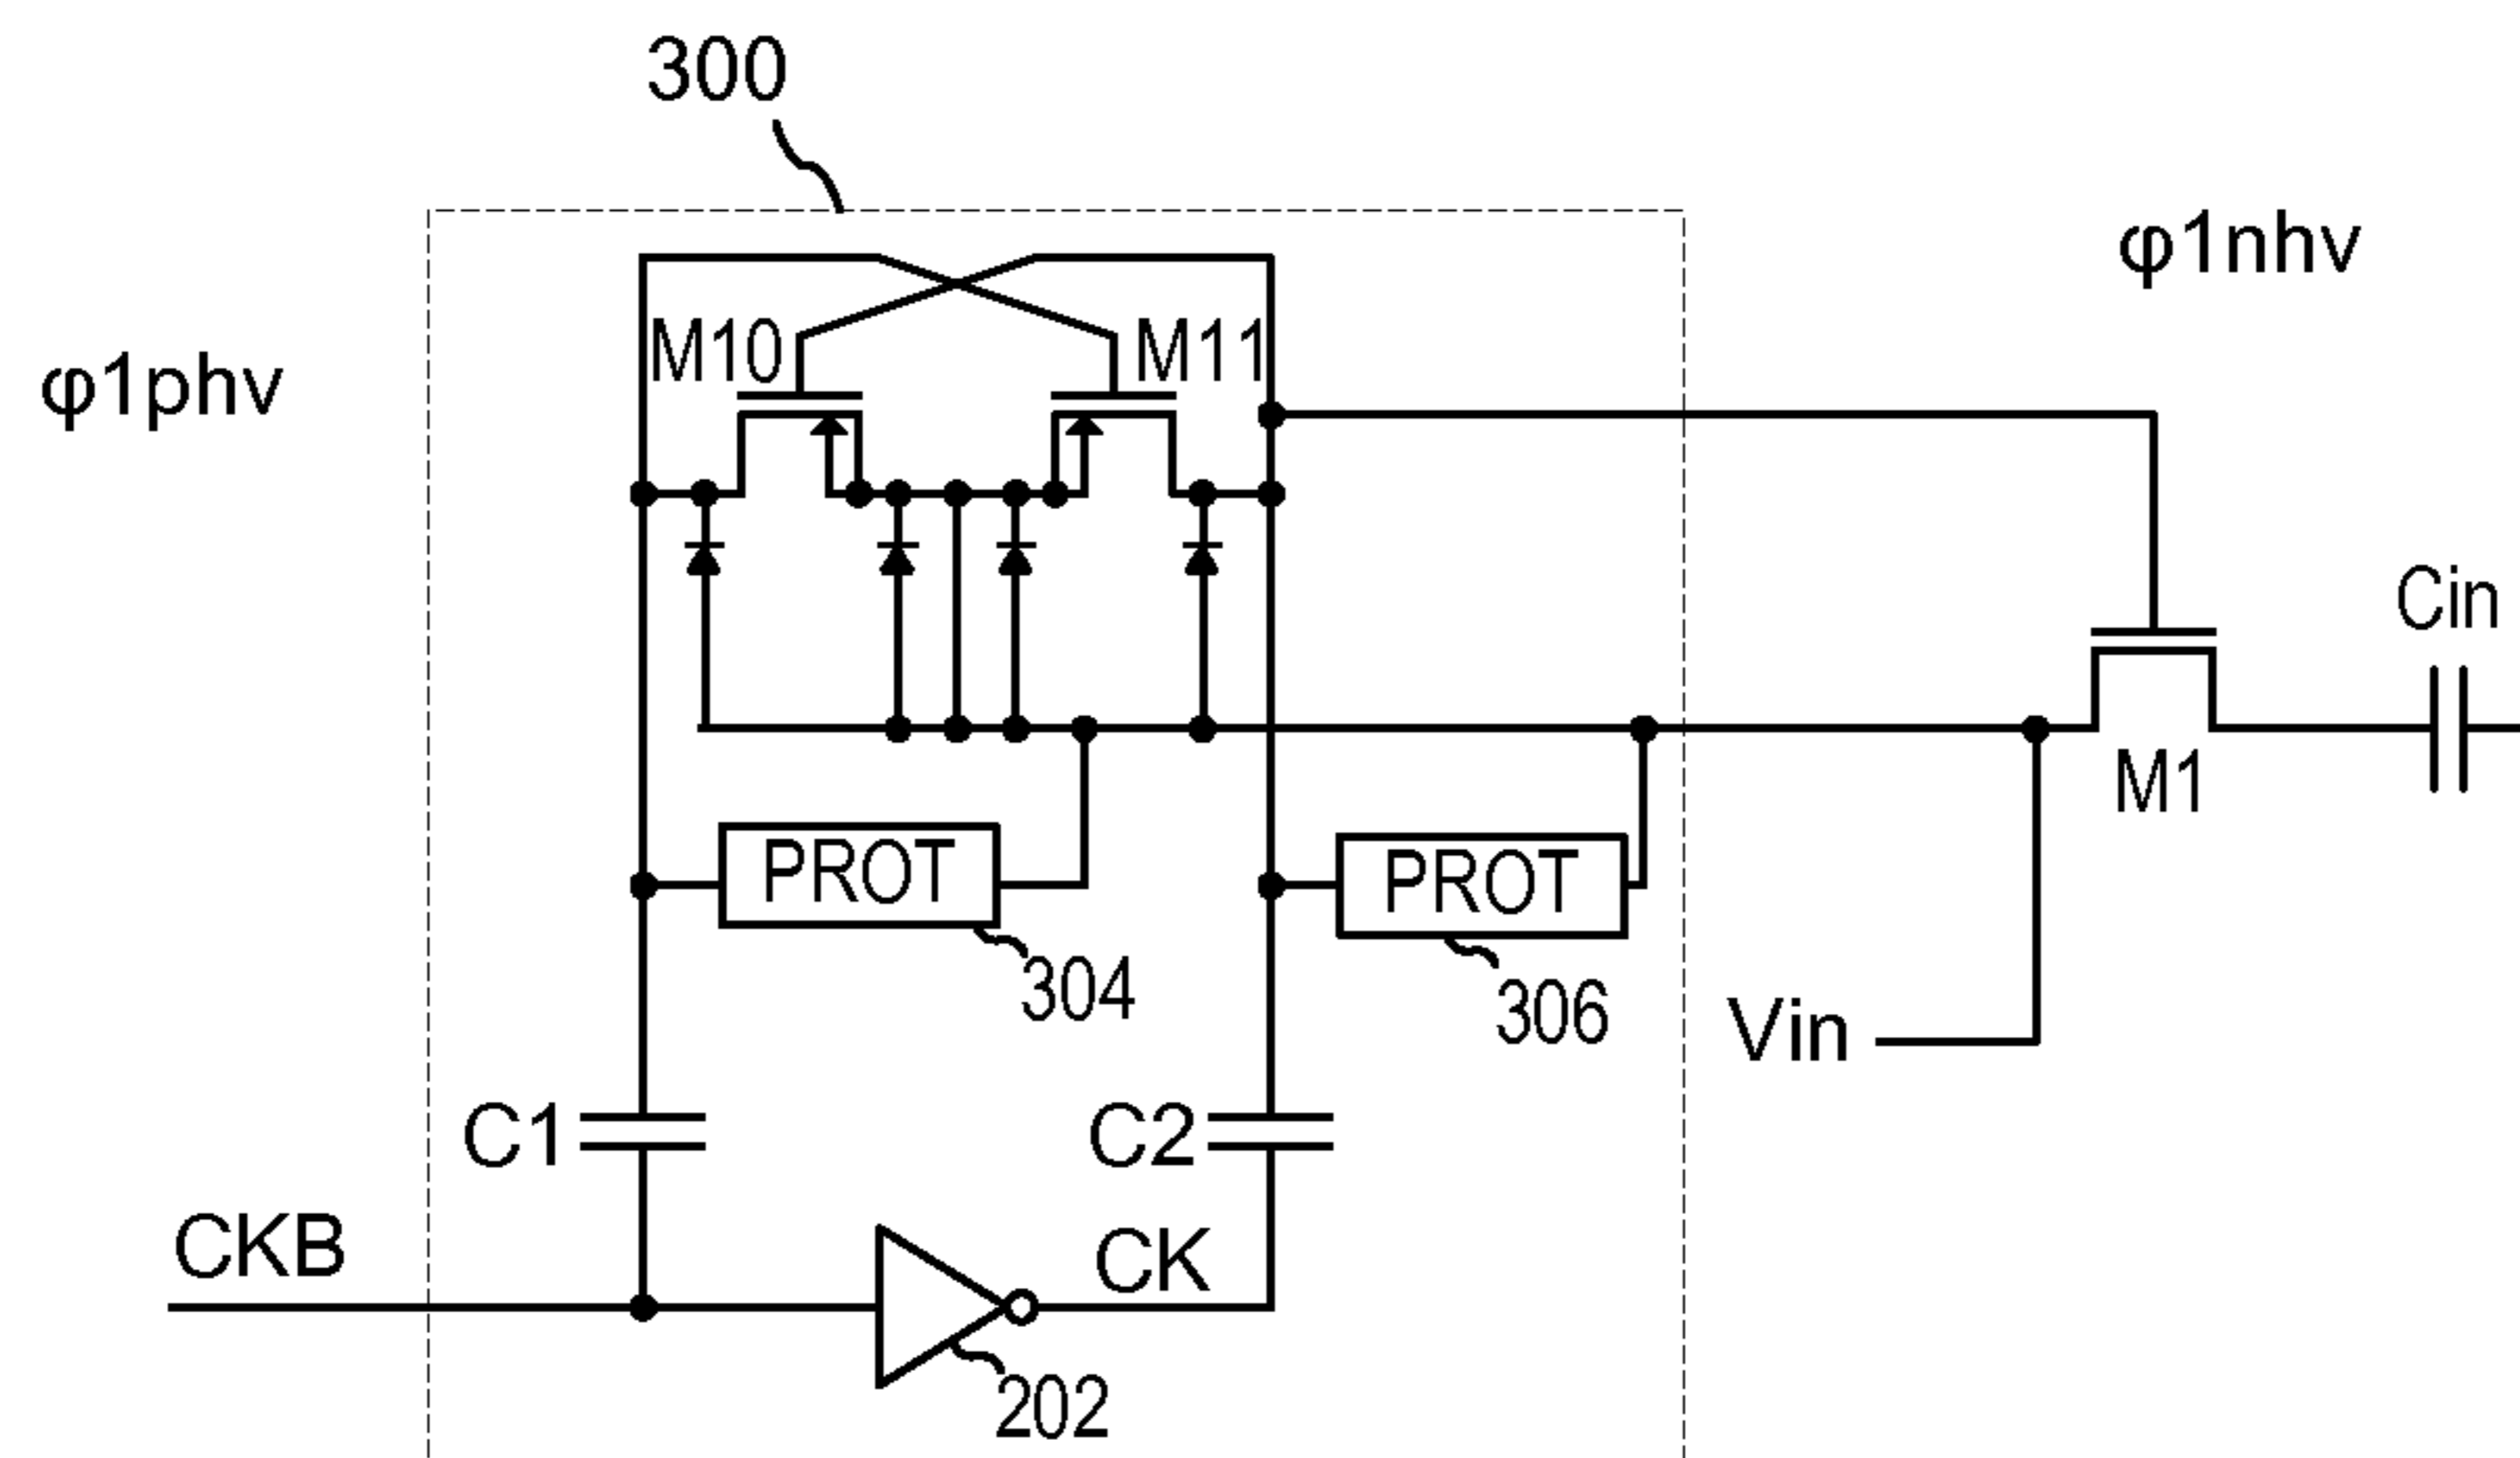 300
φ1nhv
M10
M11
φ1phv
Cin
M1
PROT
PROT
304
306
Vin
C1
C2
CKB
CK
202